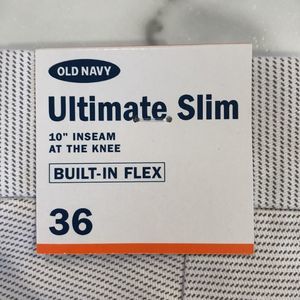 OLD NAVY
Ultimate Slim
10" INSEAM
AT THE KNEE
BUILT-IN FLEX
36